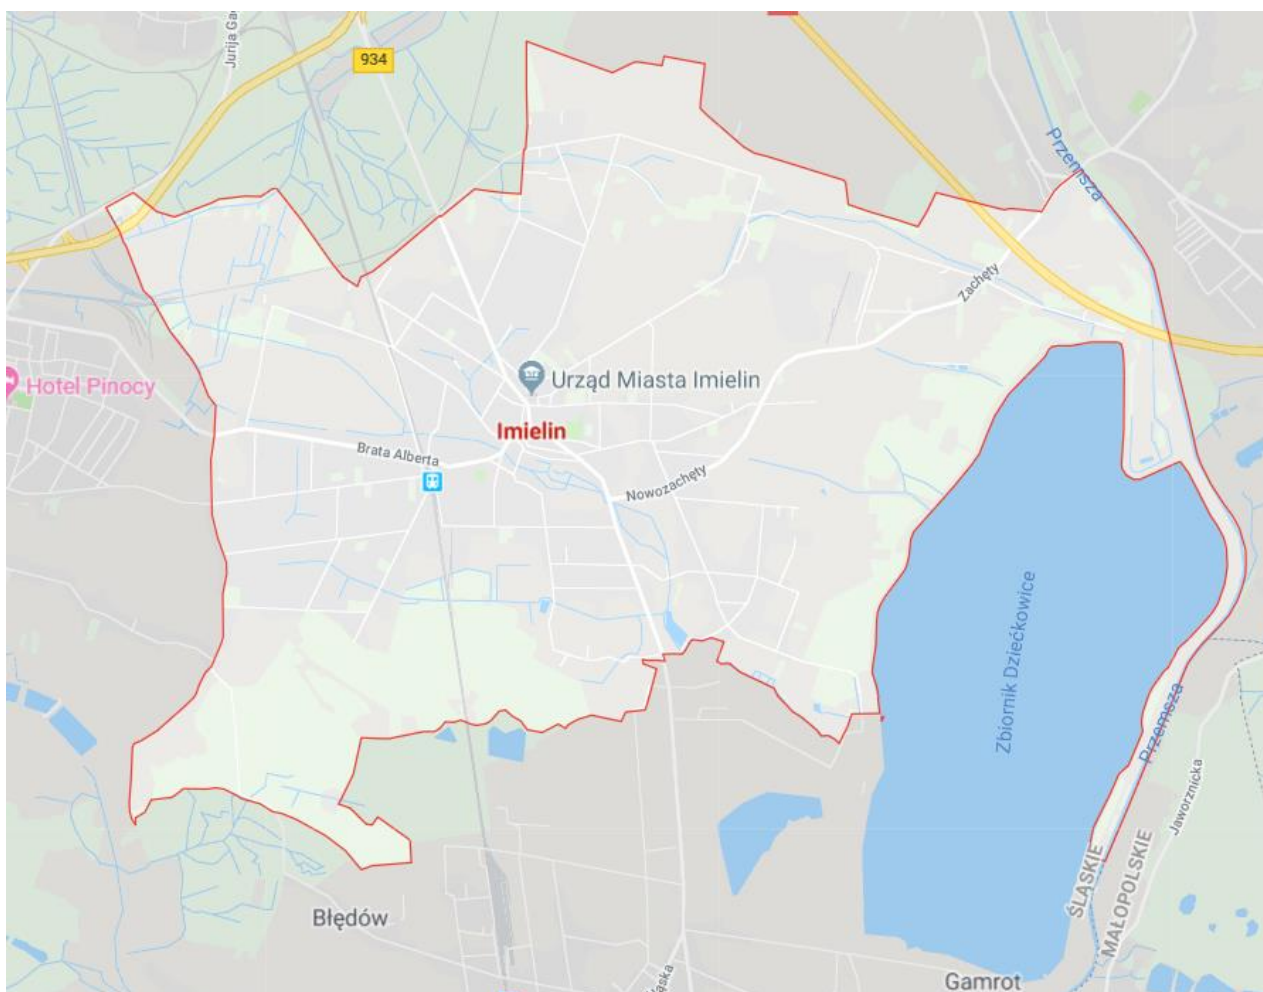 Jurija Ga
934
Przemsza
Zachęty
Hotel Pinocy
Urząd Miasta Imielin
Imielin
Brata Alberta
Nowozachęty
Zbiornik Dziećkowice
Przemsza
Jaworznicka
ŚLĄSKIE
MAŁOPOLSKIE
Błędów
Gamrot